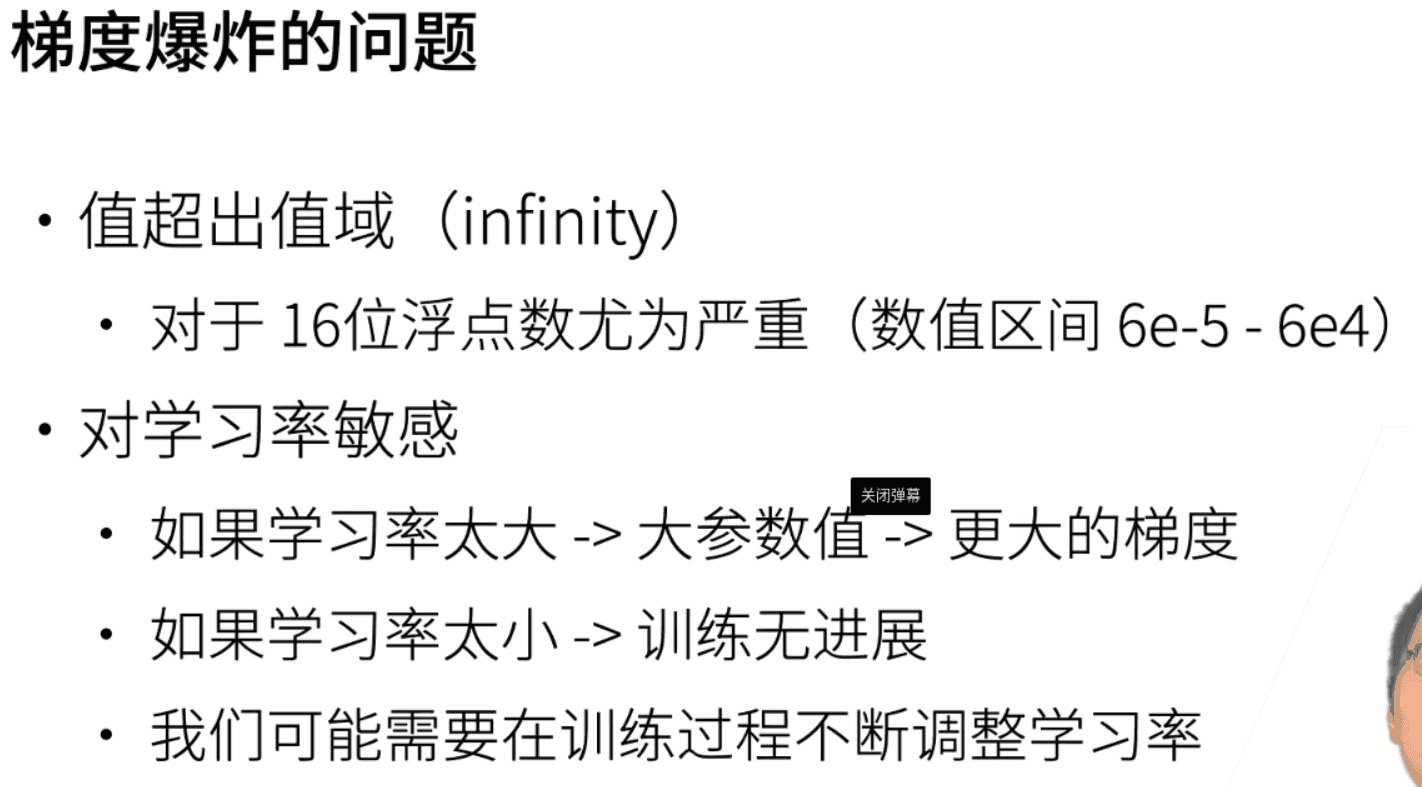 梯度爆炸的问题
• 值超出值域（infinity）
• 对于 16位浮点数尤为严重（数值区间 6e-5 - 6e4）
• 对学习率敏感
关闭弹幕
• 如果学习率太大 -> 大参数值 -> 更大的梯度
• 如果学习率太小 -> 训练无进展
• 我们可能需要在训练过程不断调整学习率